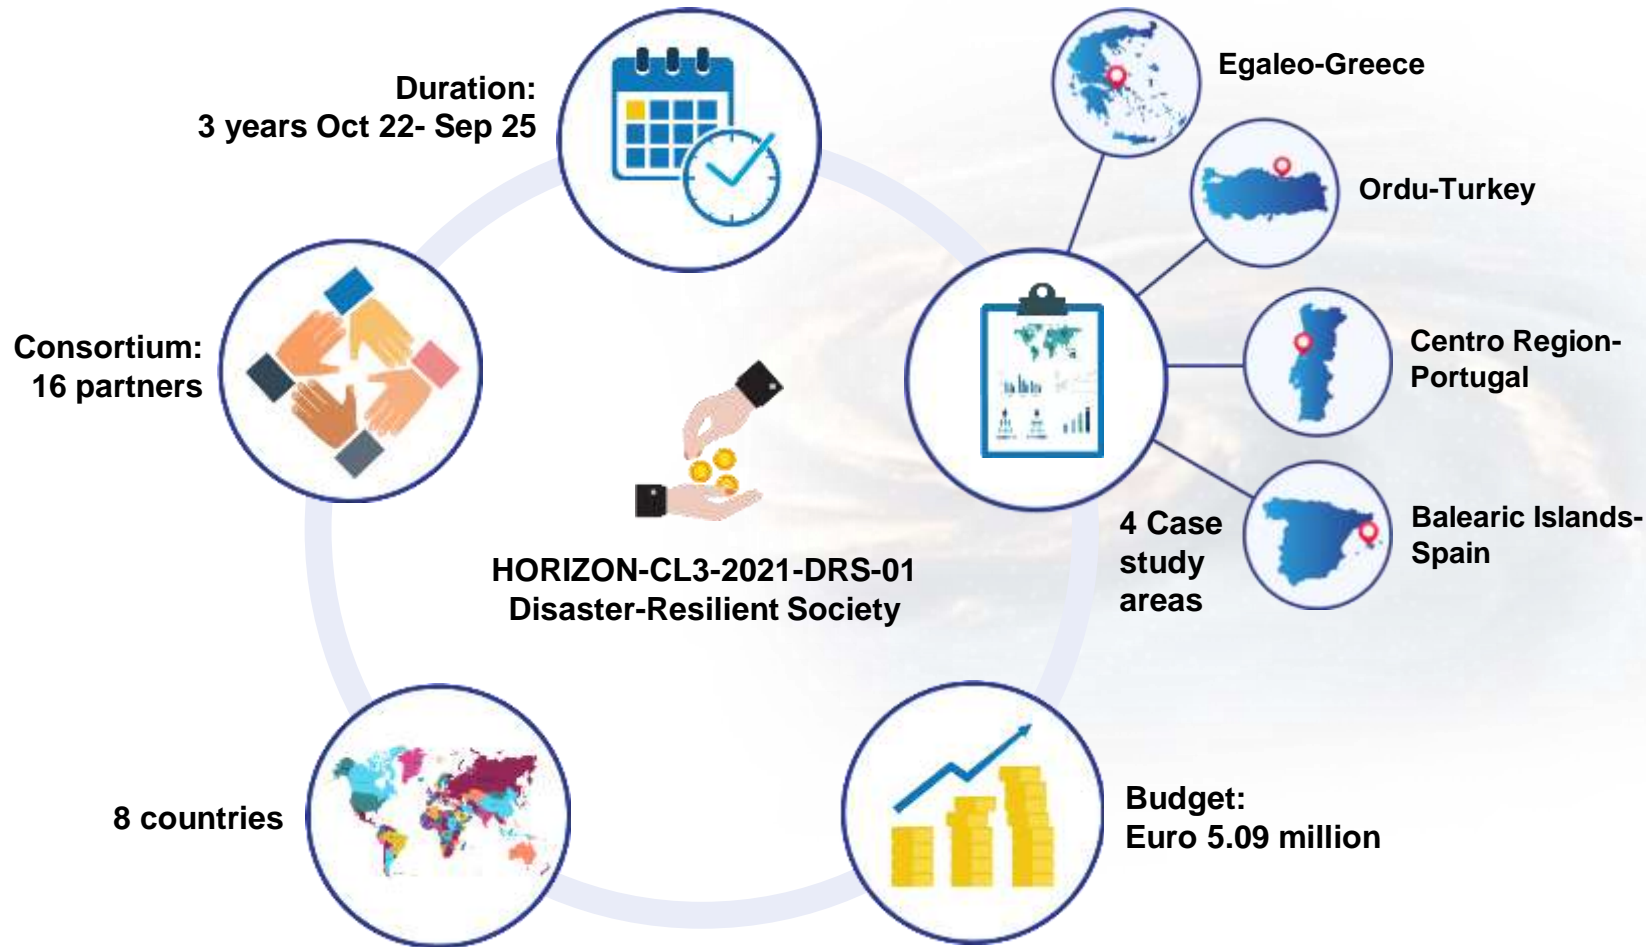 Duration:
3 years Oct 22- Sep 25
Egaleo-Greece
Ordu-Turkey
Consortium:
16 partners
Centro Region-
Portugal
4 Case
study
areas
Balearic Islands-
Spain
HORIZON-CL3-2021-DRS-01
Disaster-Resilient Society
8 countries
Budget:
Euro 5.09 million